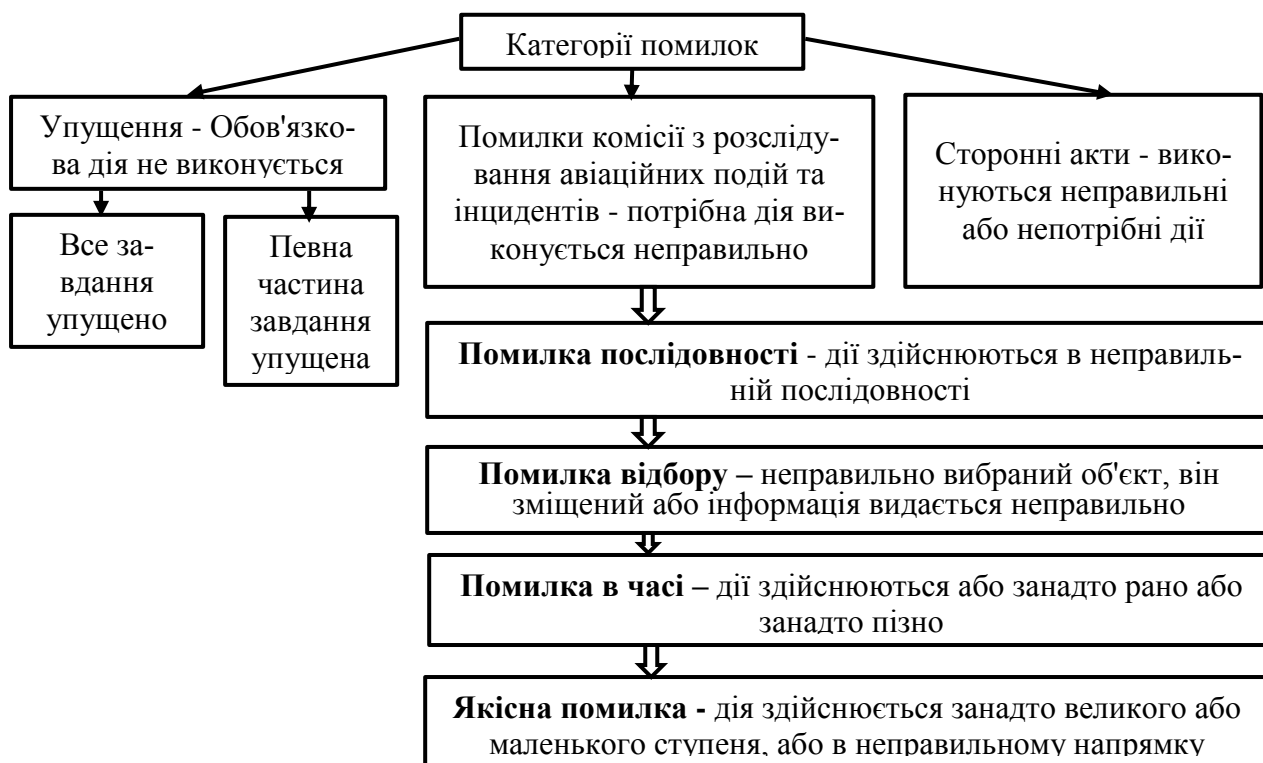 Категорії помилок
Упущення - Обов'язко-
ва дія не виконується
Все за-
вдання
упущено
Певна
частина
завдання
упущена
Помилки комісії з розсліду-
вання авіаційних подій та
інцидентів - потрібна дія ви-
конується неправильно
Сторонні акти - вико-
нуються неправильні
або непотрібні дії
Помилка послідовності - дії здійснюються в неправиль-
ній послідовності
Помилка відбору – неправильно вибраний об'єкт, він
зміщений або інформація видається неправильно
Помилка в часі – дії здійснюються або занадто рано або
занадто пізно
Якісна помилка - дія здійснюється занадто великого або
маленького ступеня, або в неправильному напрямку